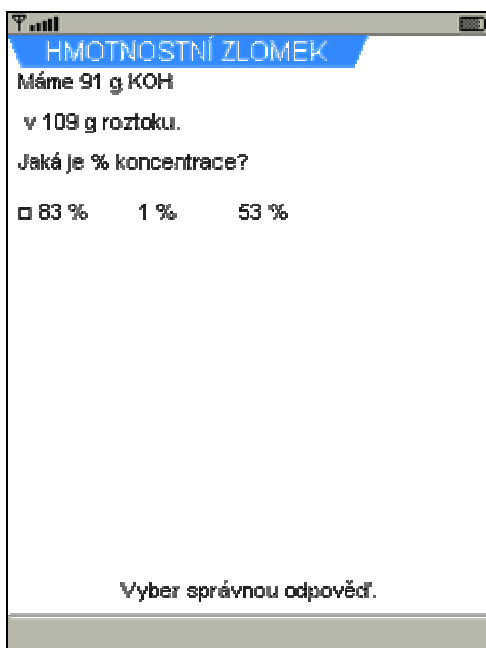 HMOTNOSTNÍ ZLOMEK
Máme 91 g KOH
v 109 g roztoku.
Jaká je % koncentrace?
83 % 1 % 53 %
Vyber správnou odpověď.